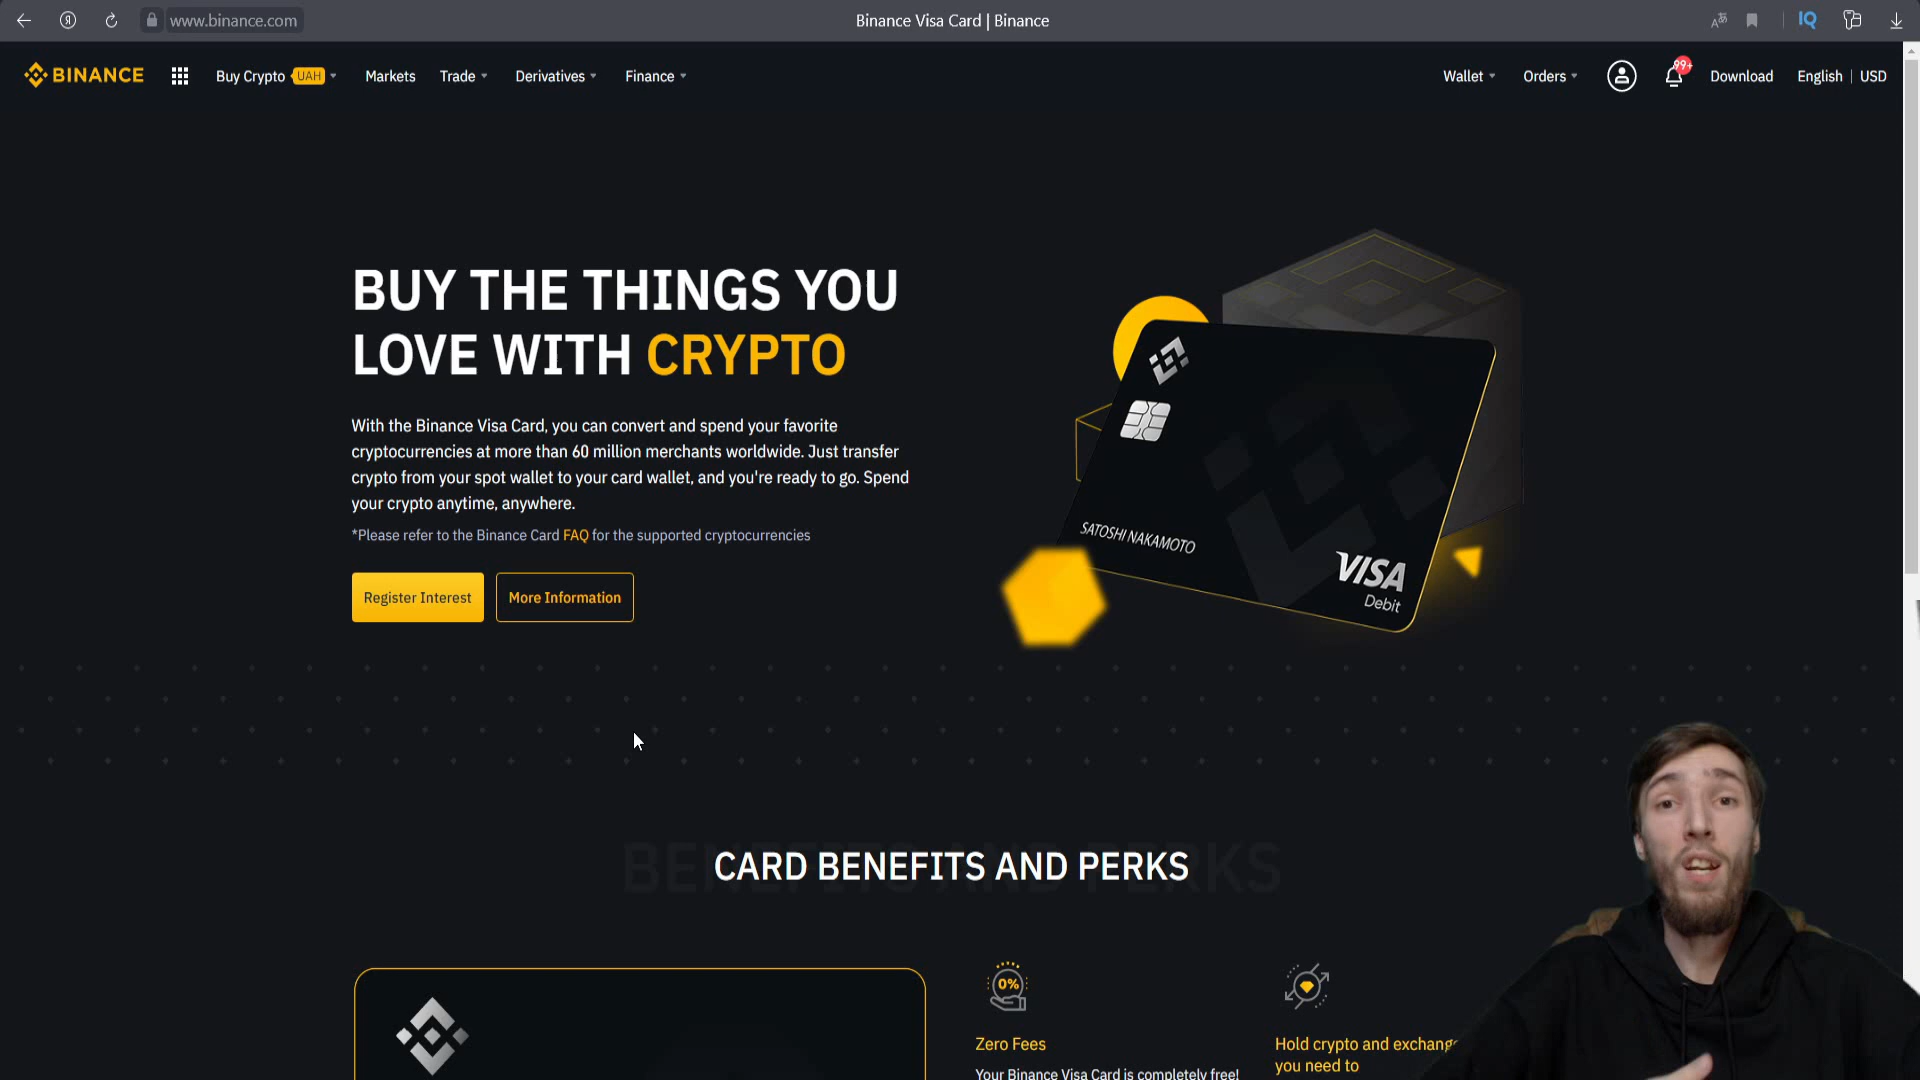 www.binance.com
Binance Visa Card | Binance
IQ
BINANCE
Buy Crypto UAH
Markets
Trade
Derivatives
Finance
Wallet
Orders
99+
Download
English | USD
BUY THE THINGS YOU
LOVE WITH CRYPTO
With the Binance Visa Card, you can convert and spend your favorite
cryptocurrencies at more than 60 million merchants worldwide. Just transfer
crypto from your spot wallet to your card wallet, and you're ready to go. Spend
your crypto anytime, anywhere.
*Please refer to the Binance Card FAQ for the supported cryptocurrencies
Register Interest
More Information
SATOSHI NAKAMOTO
VISA
Debit
BENEFITS AND PERKS
CARD BENEFITS AND PERKS
0%
Zero Fees
Your Binance Visa Card is completely free!
Hold crypto and exchange
you need to